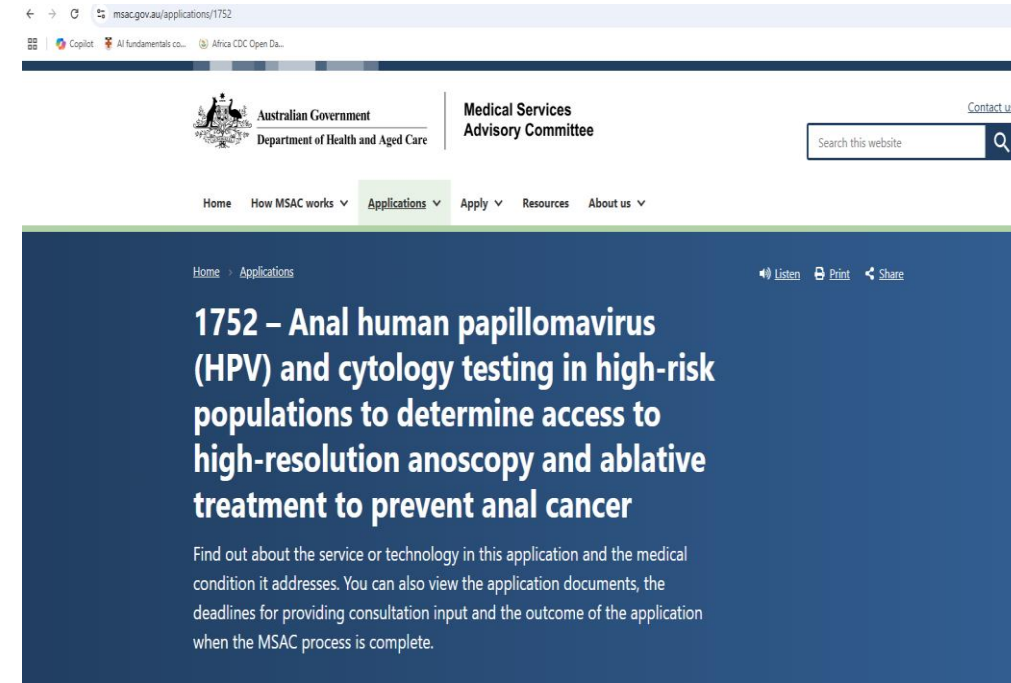 msac.gov.au/applications/1752
Copilot AI fundamentals co... Africa CDC Open Da...
Australian Government
Department of Health and Aged Care
Medical Services
Advisory Committee
Contact us
Search this website
Home How MSAC works Applications Apply Resources About us
Home Applications
Listen Print Share
1752 – Anal human papillomavirus
(HPV) and cytology testing in high-risk
populations to determine access to
high-resolution anoscopy and ablative
treatment to prevent anal cancer
Find out about the service or technology in this application and the medical
condition it addresses. You can also view the application documents, the
deadlines for providing consultation input and the outcome of the application
when the MSAC process is complete.